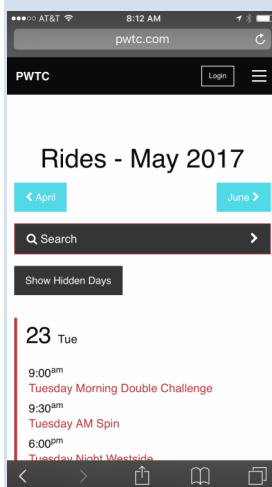 AT&T 8:12 AM
pwtc.com
PWTC Login
Rides - May 2017
April June
Search
Show Hidden Days
23 Tue
9:00am
Tuesday Morning Double Challenge
9:30am
Tuesday AM Spin
6:00pm
Tuesday Night Westside